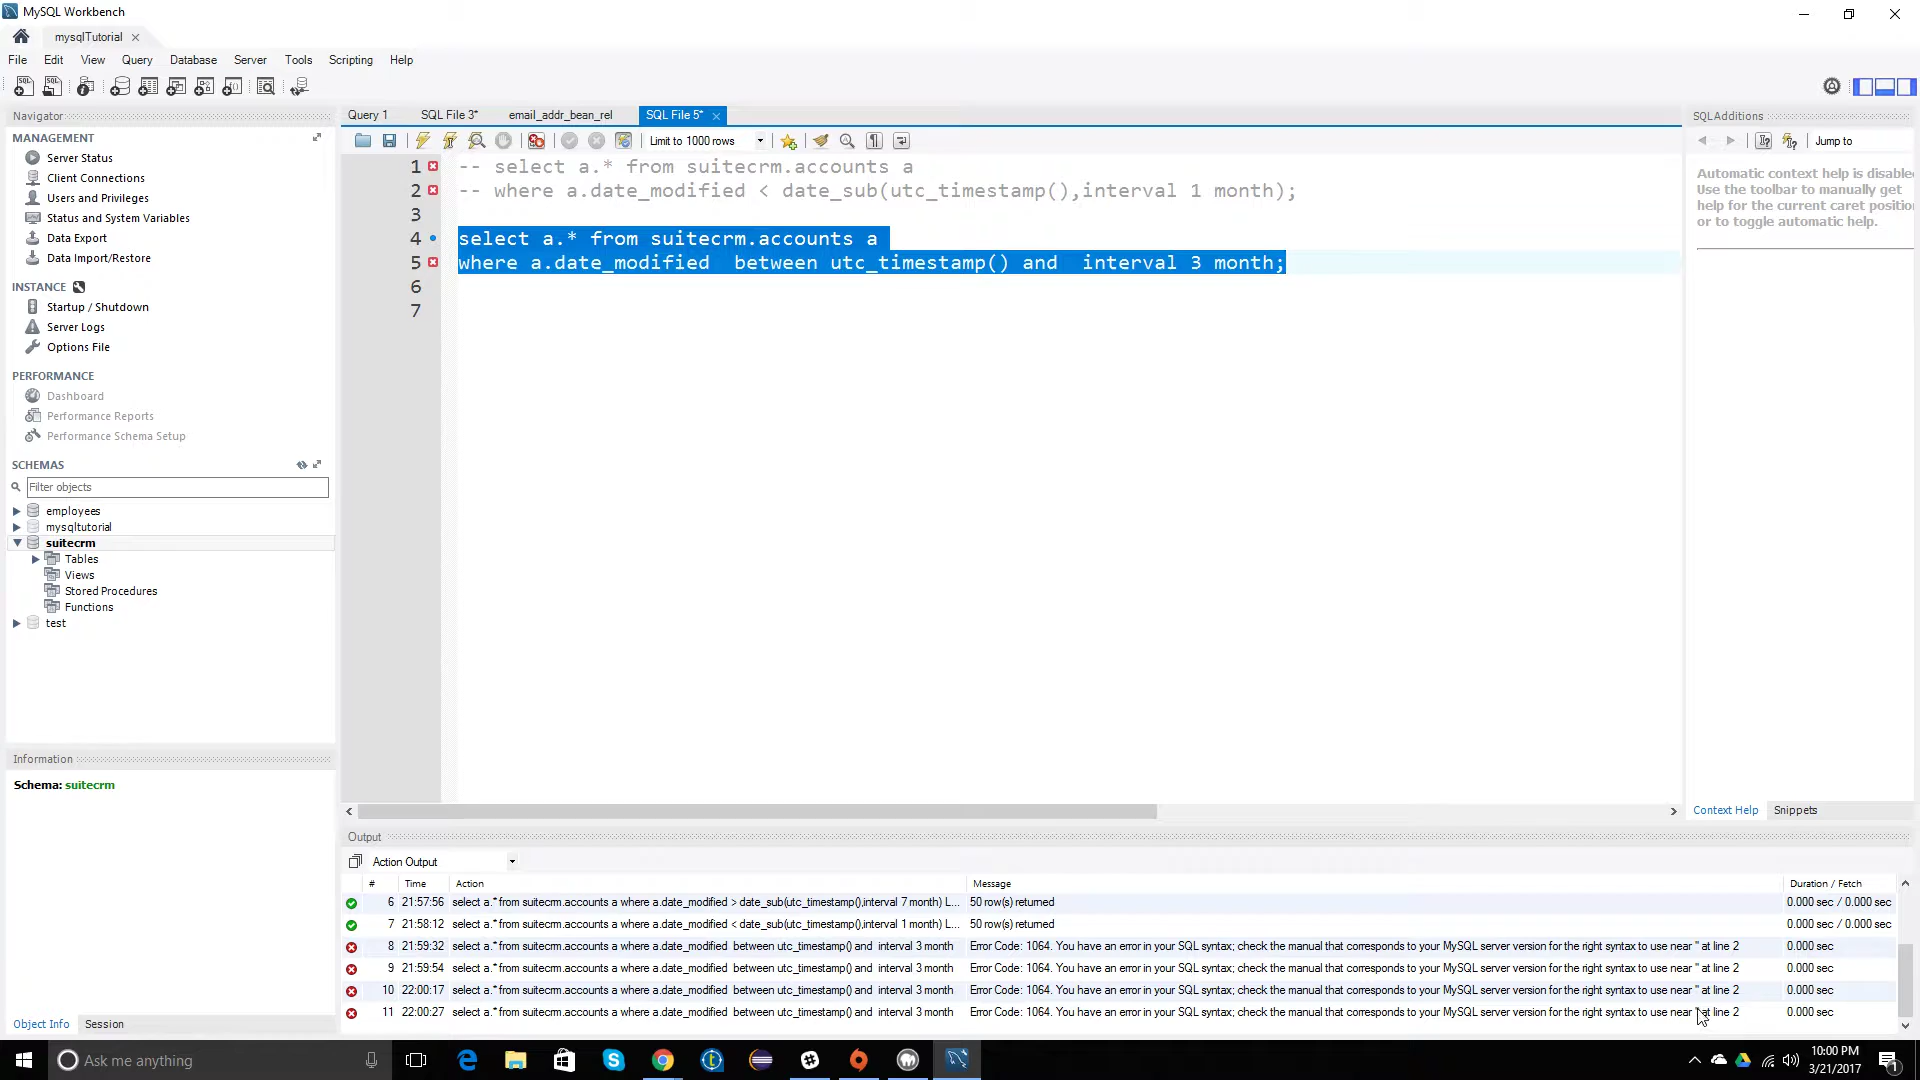 MySQL Workbench
mysqlTutorial
File Edit View Query Database Server Tools Scripting Help
Navigator
MANAGEMENT
Server Status
Client Connections
Users and Privileges
Status and System Variables
Data Export
Data Import/Restore
INSTANCE
Startup / Shutdown
Server Logs
Options File
PERFORMANCE
Dashboard
Performance Reports
Performance Schema Setup
SCHEMAS
Filter objects
employees
mysqltutorial
suitecrm
Tables
Views
Stored Procedures
Functions
test
Information
Schema: suitecrm
Object Info Session
Query 1 SQL File 3* email_addr_bean_rel SQL File 5*
Limit to 1000 rows
1 -- select a.* from suitecrm.accounts a
2 -- where a.date_modified < date_sub(utc_timestamp(),interval 1 month);
3
4 select a.* from suitecrm.accounts a
5 where a.date_modified  between utc_timestamp() and  interval 3 month;
6
7
SQLAdditions
Jump to
Automatic context help is disable
Use the toolbar to manually get
help for the current caret positio
or to toggle automatic help.
Context Help Snippets
Output
Action Output
# Time Action Message Duration / Fetch
6 21:57:56 select a.* from suitecrm.accounts a where a.date_modified > date_sub(utc_timestamp(),interval 7 month) L... 50 row(s) returned 0.000 sec / 0.000 sec
7 21:58:12 select a.* from suitecrm.accounts a where a.date_modified < date_sub(utc_timestamp(),interval 1 month) L... 50 row(s) returned 0.000 sec / 0.000 sec
8 21:59:32 select a.* from suitecrm.accounts a where a.date_modified  between utc_timestamp() and  interval 3 month Error Code: 1064. You have an error in your SQL syntax; check the manual that corresponds to your MySQL server version for the right syntax to use near '' at line 2 0.000 sec
9 21:59:54 select a.* from suitecrm.accounts a where a.date_modified  between utc_timestamp() and  interval 3 month Error Code: 1064. You have an error in your SQL syntax; check the manual that corresponds to your MySQL server version for the right syntax to use near '' at line 2 0.000 sec
10 22:00:17 select a.* from suitecrm.accounts a where a.date_modified  between utc_timestamp() and  interval 3 month Error Code: 1064. You have an error in your SQL syntax; check the manual that corresponds to your MySQL server version for the right syntax to use near '' at line 2 0.000 sec
11 22:00:27 select a.* from suitecrm.accounts a where a.date_modified  between utc_timestamp() and  interval 3 month Error Code: 1064. You have an error in your SQL syntax; check the manual that corresponds to your MySQL server version for the right syntax to use near '' at line 2 0.000 sec
Ask me anything
10:00 PM
3/21/2017
1